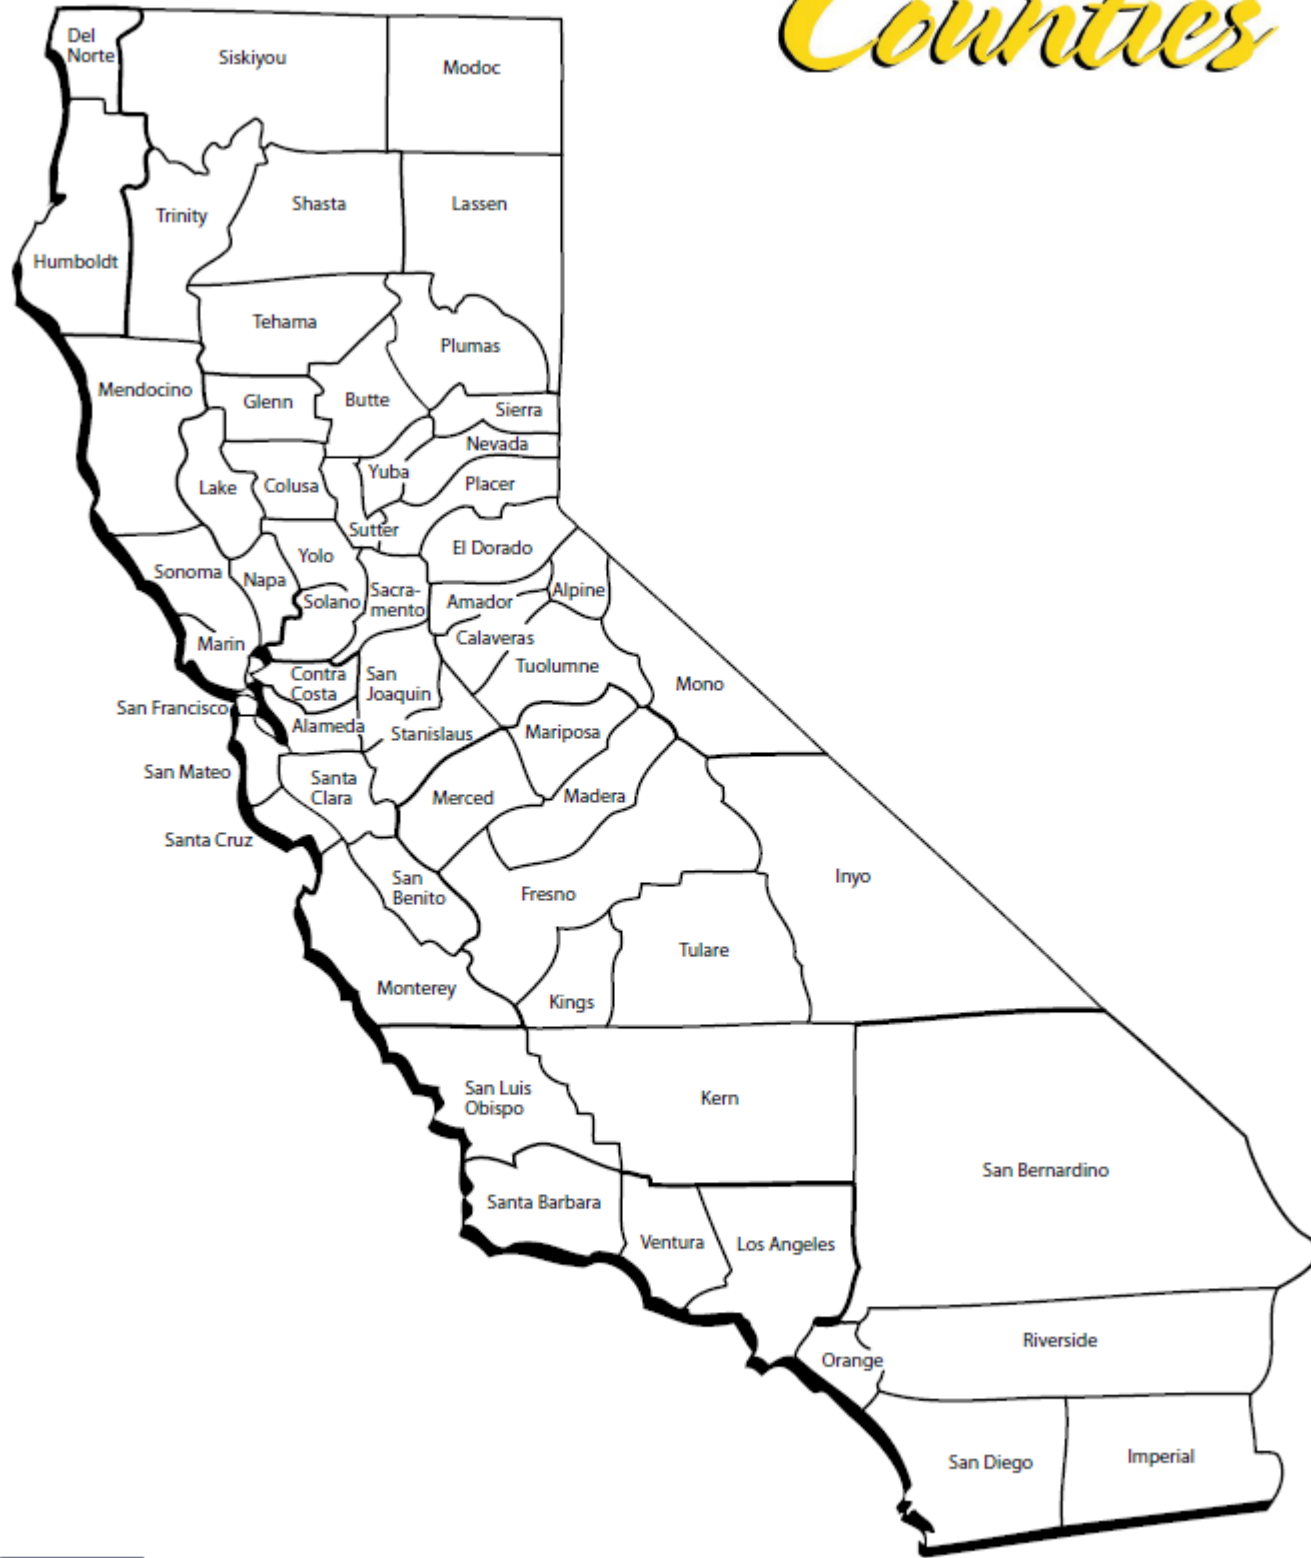 Counties
Del
Norte
Siskiyou
Modoc
Trinity
Shasta
Lassen
Humboldt
Tehama
Plumas
Mendocino
Glenn
Butte
Sierra
Nevada
Yuba
Placer
Lake
Colusa
Sutter
El Dorado
Yolo
Sonoma
Napa
Solano
Sacra-
mento
Amador
Alpine
Calaveras
Marin
Tuolumne
Contra
Costa
San
Joaquin
Mono
San Francisco
Alameda
Stanislaus
Mariposa
San Mateo
Santa
Clara
Merced
Madera
Santa Cruz
San
Benito
Fresno
Inyo
Tulare
Monterey
Kings
San Luis
Obispo
Kern
San Bernardino
Santa Barbara
Ventura
Los Angeles
Riverside
Orange
San Diego
Imperial